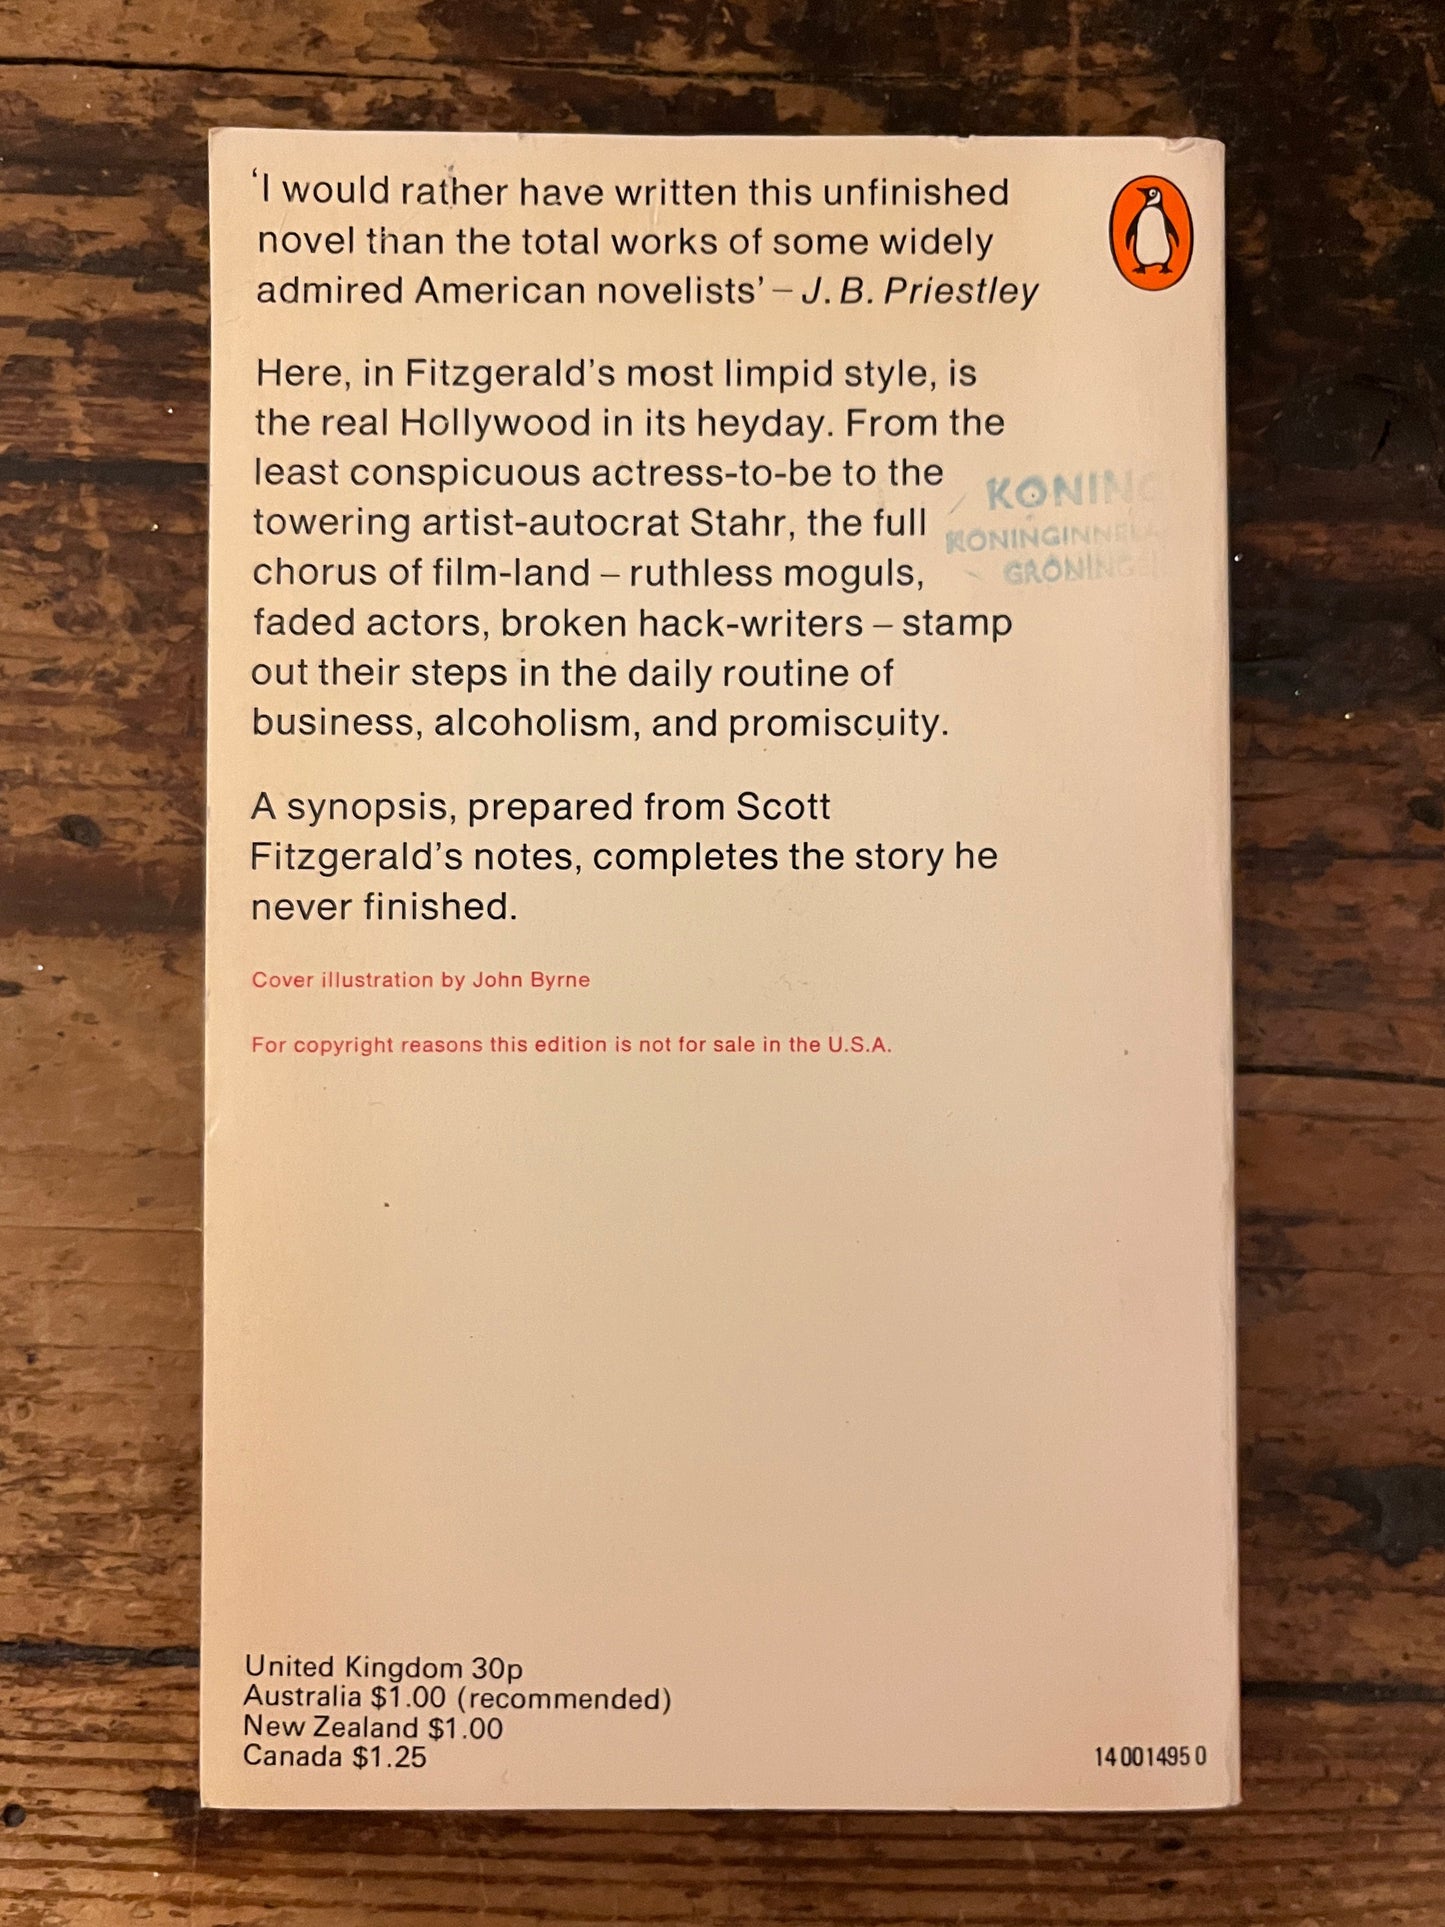 ‘I would rather have written this unfinished
novel than the total works of some widely
admired American novelists’ – J. B. Priestley
Here, in Fitzgerald’s most limpid style, is
the real Hollywood in its heyday. From the
least conspicuous actress-to-be to the
towering artist-autocrat Stahr, the full
chorus of film-land – ruthless moguls,
faded actors, broken hack-writers – stamp
out their steps in the daily routine of
business, alcoholism, and promiscuity.
A synopsis, prepared from Scott
Fitzgerald’s notes, completes the story he
never finished.
Cover illustration by John Byrne
For copyright reasons this edition is not for sale in the U.S.A.
United Kingdom 30p
Australia $1.00 (recommended)
New Zealand $1.00
Canada $1.25
14 001495 0